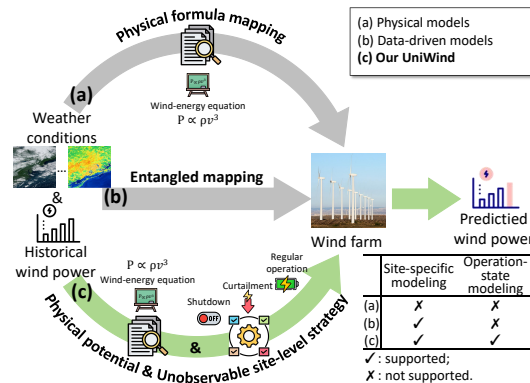 Physical formula mapping
(a) Physical models
(b) Data-driven models
(c) Our UniWind
Wind-energy equation
P ∝ ρv³
(a)
Weather
conditions
...
&
Historical
wind power
(b)
Entangled mapping
Wind farm
Predictied
wind power
(c)
P ∝ ρv³
Wind-energy equation
Shutdown
OFF
&
Curtailment
Regular
operation
Physical potential & Unobservable site-level strategy
Site-specific
modeling
Operation-
state
modeling
(a) ✗ ✗
(b) ✓ ✗
(c) ✓ ✓
✓: supported;
✗: not supported.